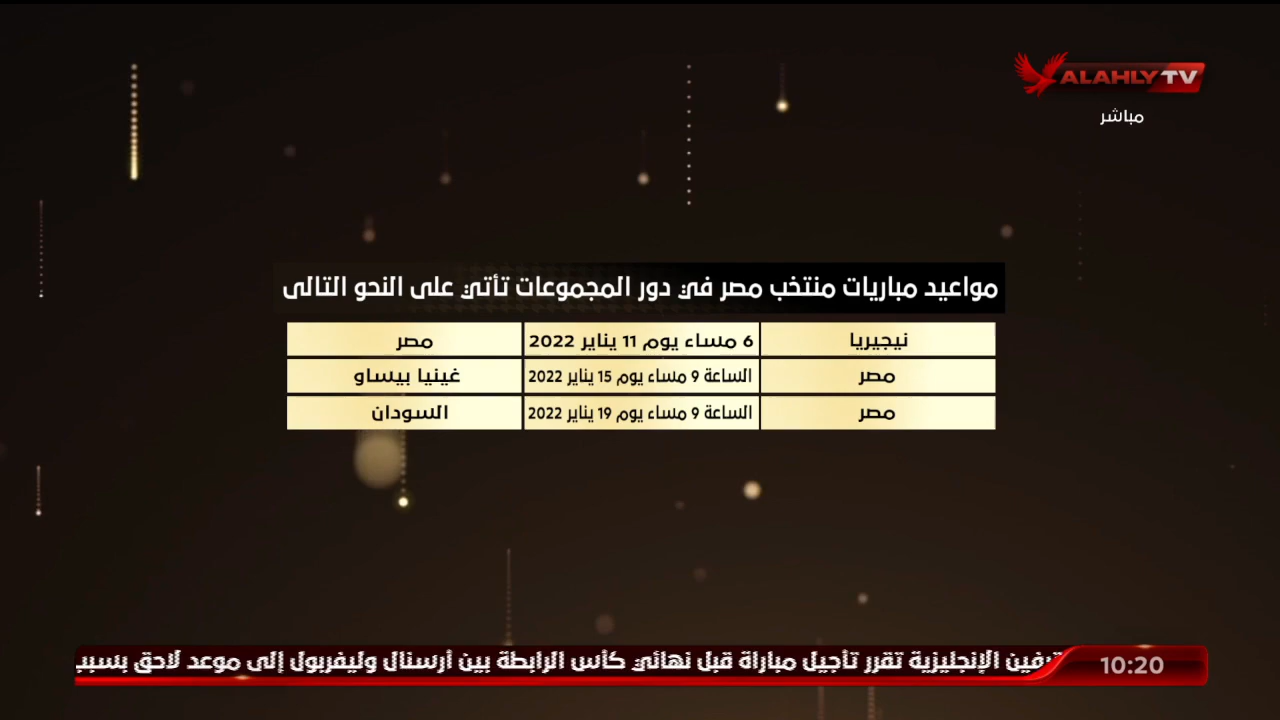 ALAHLY TV
مباشر
مواعيد مباريات منتخب مصر في دور المجموعات تأتي على النحو التالى
نيجيريا 6 مساء يوم 11 يناير 2022 مصر
مصر الساعة 9 مساء يوم 15 يناير 2022 غينيا بيساو
مصر الساعة 9 مساء يوم 19 يناير 2022 السودان
10:20 الإنجليزية تقرر تأجيل مباراة قبل نهائي كأس الرابطة بين أرسنال وليفربول إلى موعد لاحق بسبب